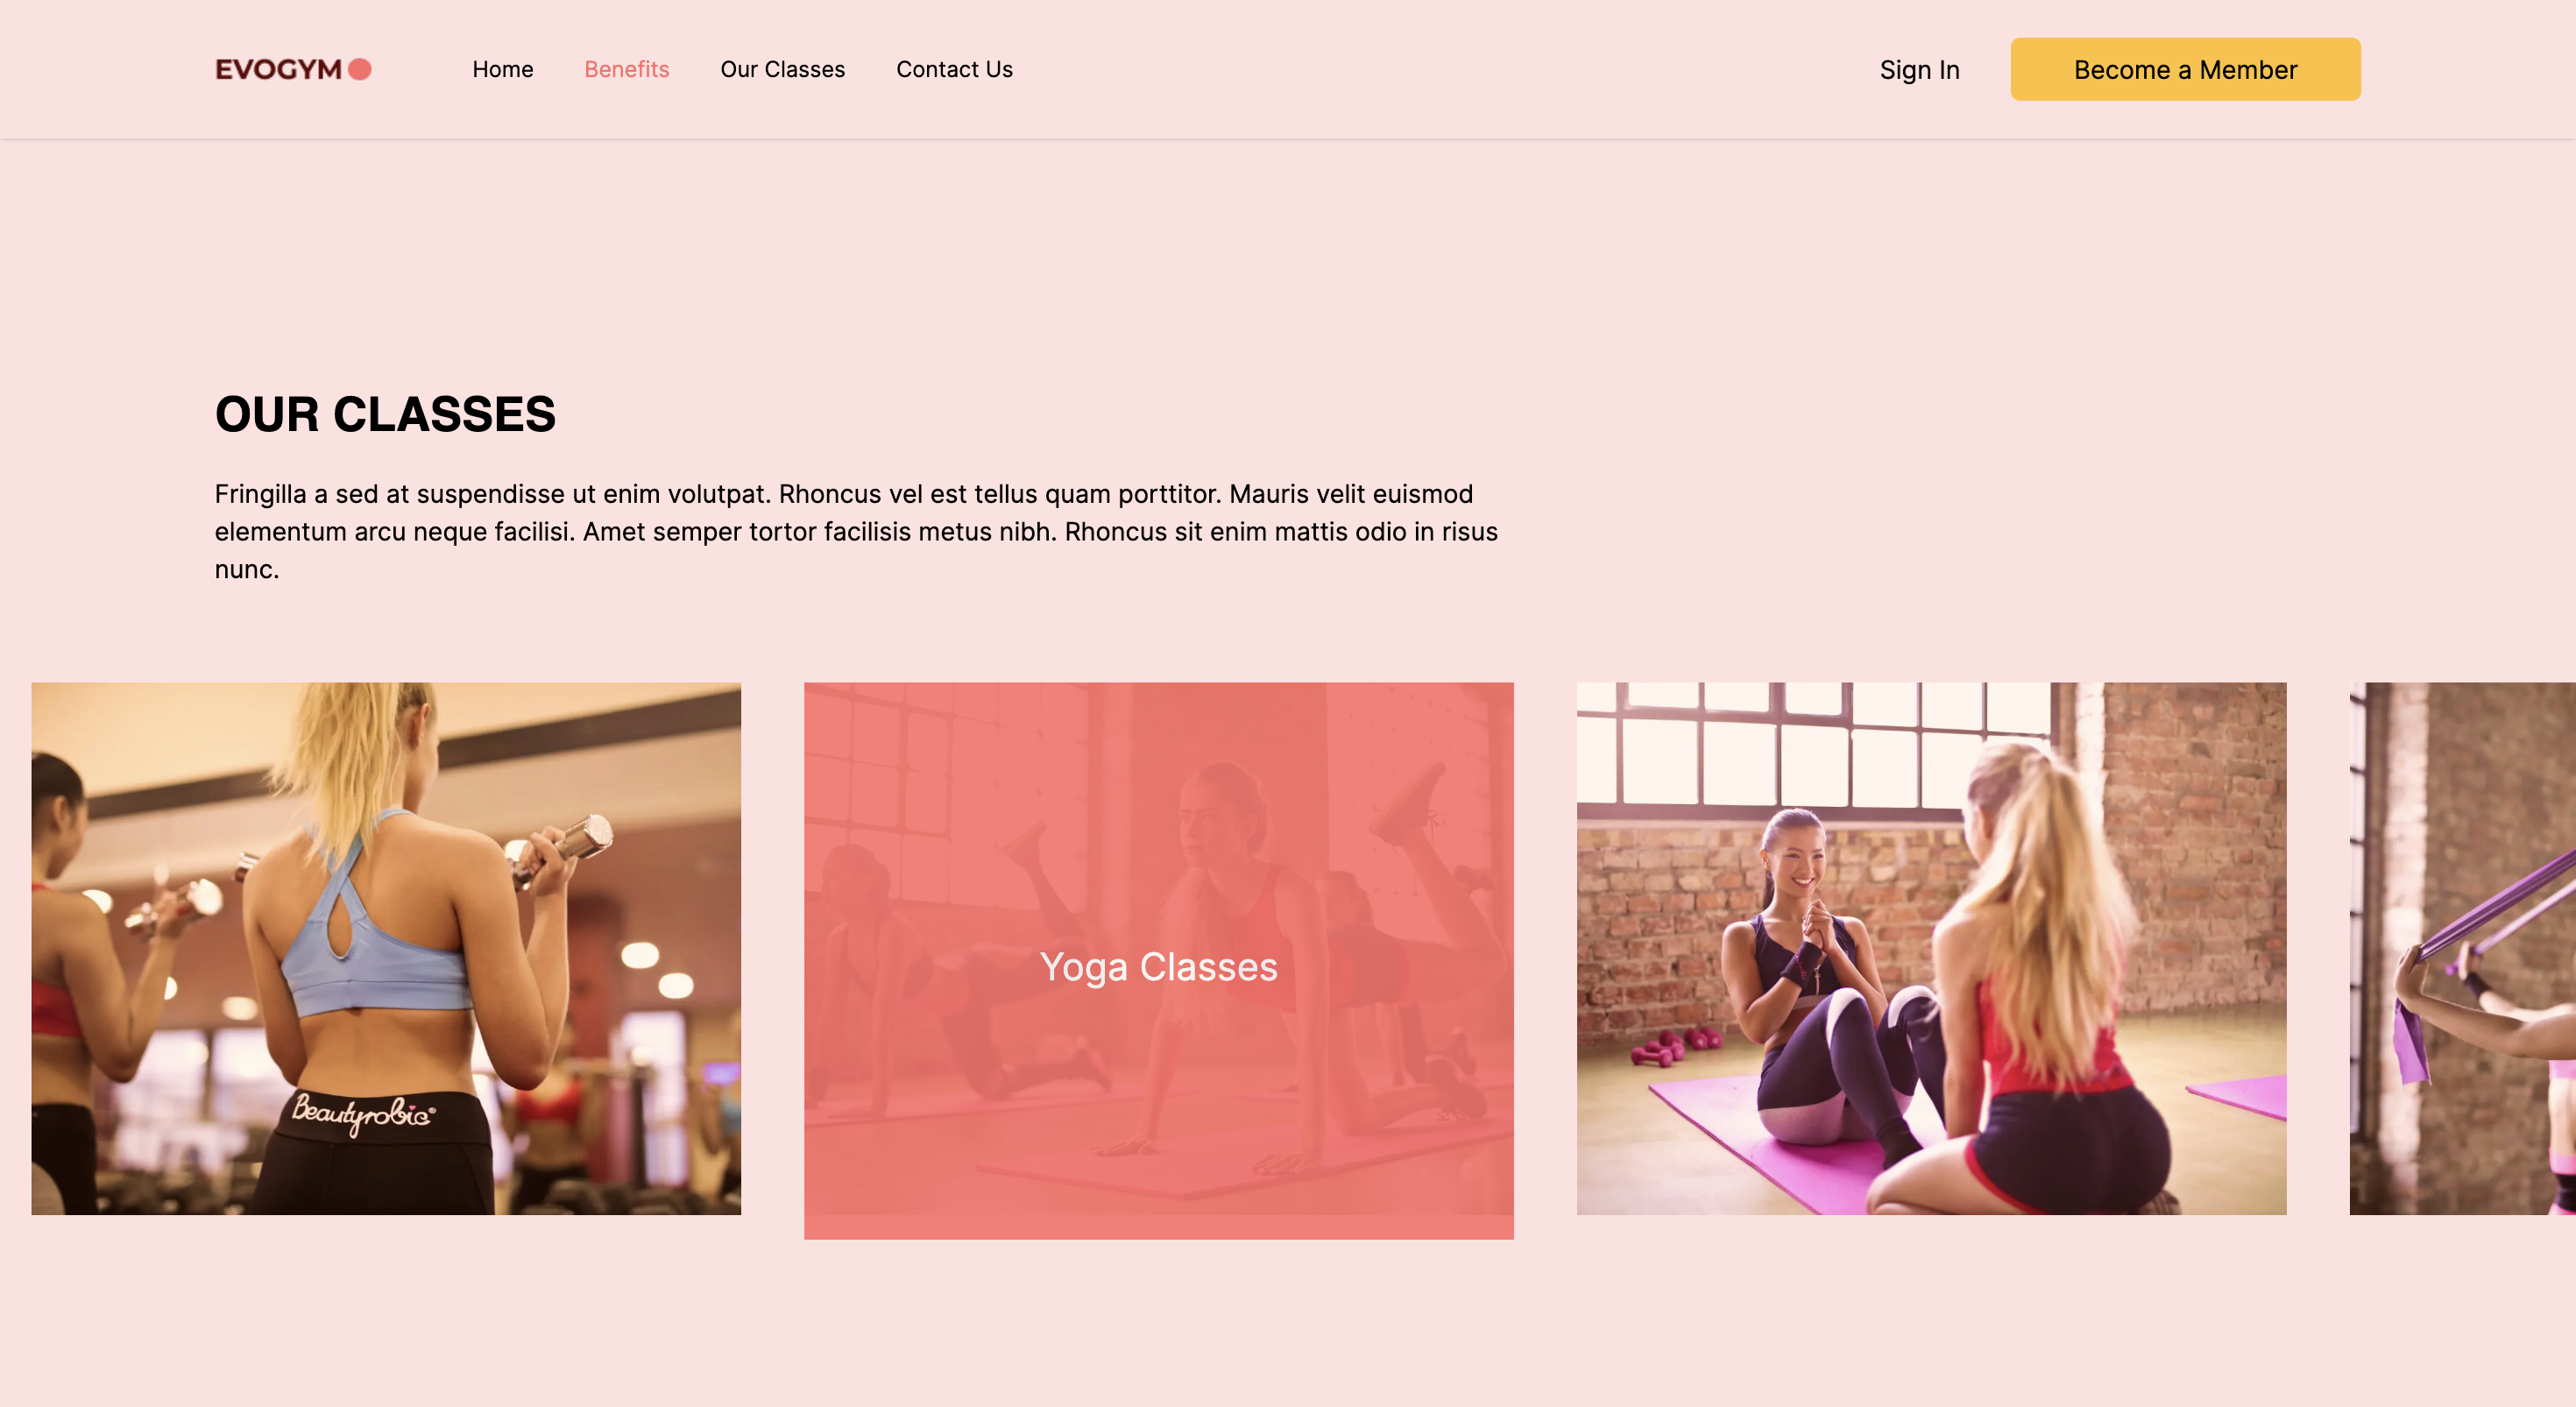 EVOGYM
Home
Benefits
Our Classes
Contact Us
Sign In
Become a Member
OUR CLASSES
Fringilla a sed at suspendisse ut enim volutpat. Rhoncus vel est tellus quam porttitor. Mauris velit euismod
elementum arcu neque facilisi. Amet semper tortor facilisis metus nibh. Rhoncus sit enim mattis odio in risus
nunc.
Beautyrobic®
Yoga Classes